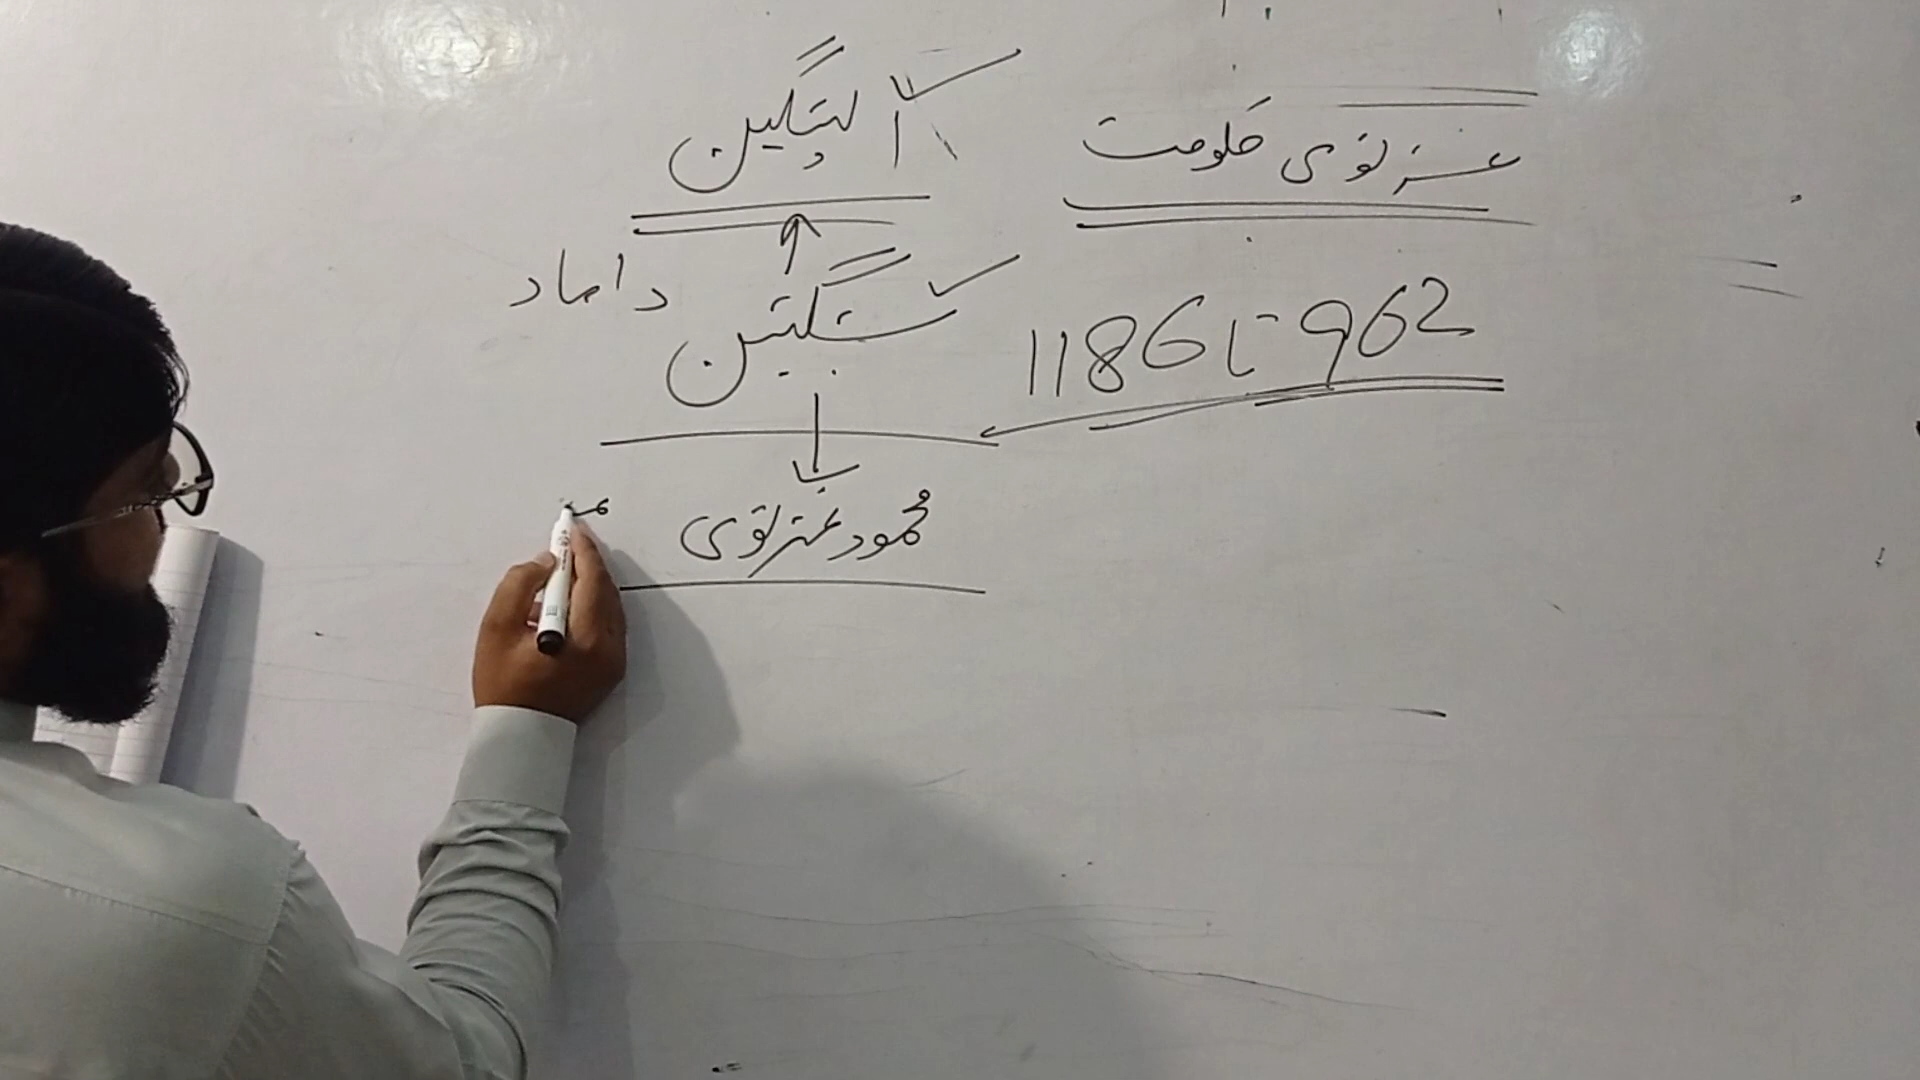 غزنوی حکومت
962 تا 1186
الپتگین
داماد
سبکتگین
محمود غزنوی